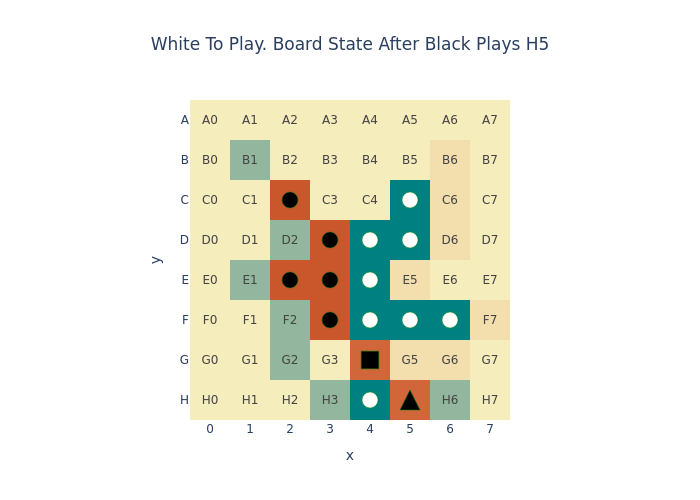 White To Play. Board State After Black Plays H5
A A0 A1 A2 A3 A4 A5 A6 A7
B B0 B1 B2 B3 B4 B5 B6 B7
C C0 C1 C3 C4 C6 C7
D D0 D1 D2 D6 D7
y
E E0 E1 E5 E6 E7
F F0 F1 F2 F7
G G0 G1 G2 G3 G5 G6 G7
H H0 H1 H2 H3 H6 H7
0 1 2 3 4 5 6 7
x